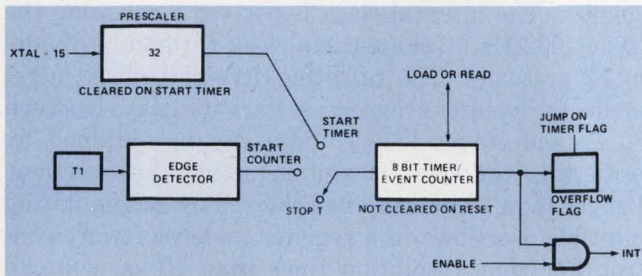 PRESCALER
XTAL ÷ 15
32
CLEARED ON START TIMER
LOAD OR READ
START
TIMER
JUMP ON
TIMER FLAG
START
COUNTER
T1
EDGE
DETECTOR
8 BIT TIMER/
EVENT COUNTER
STOP T
NOT CLEARED ON RESET
OVERFLOW
FLAG
ENABLE
INT